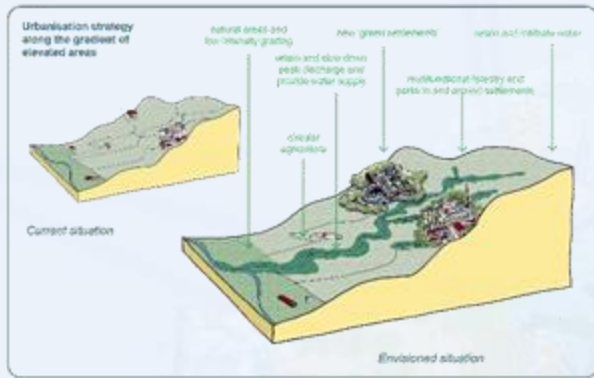 Urbanisation strategy
along the gradient of
elevated areas
natural areas and
low intensity grading
retain and slow down
peak discharge and
provide water supply
new 'green' settlements
retain and infiltrate water
multifunctional forestry and
parks in and around settlements
circular
agriculture
Current situation
Envisioned situation